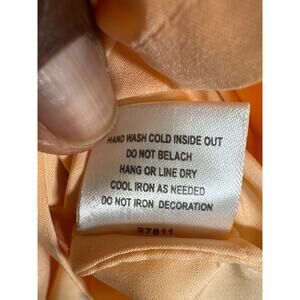 HAND WASH COLD INSIDE OUT
DO NOT BELACH
HANG OR LINE DRY
COOL IRON AS NEEDED
DO NOT IRON DECORATION
27811